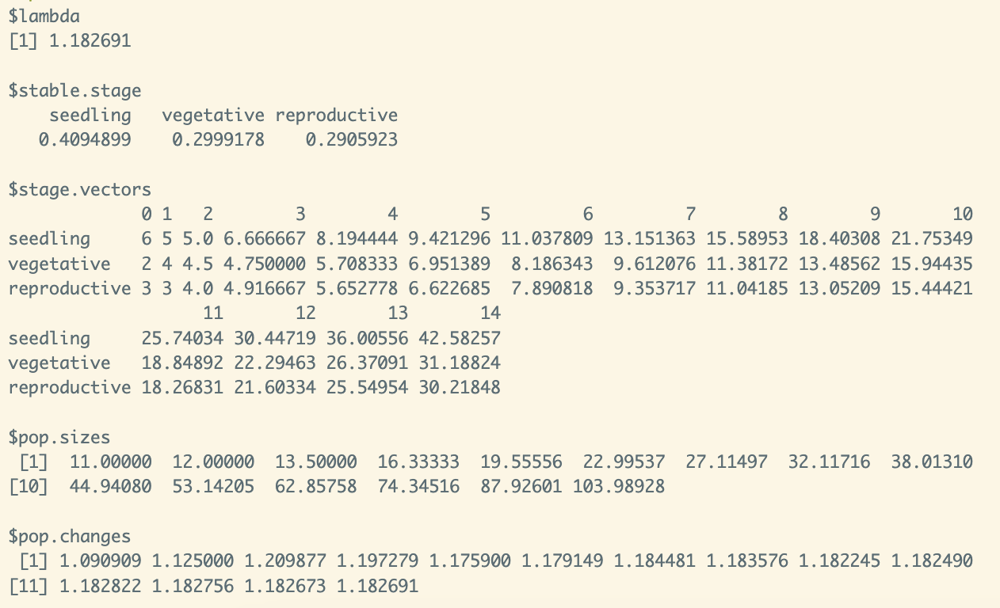 $lambda
[1] 1.182691
$stable.stage
    seedling   vegetative reproductive
   0.4094899    0.2999178    0.2905923
$stage.vectors
             0 1   2        3        4        5         6         7        8        9       10
seedling     6 5 5.0 6.666667 8.194444 9.421296 11.037809 13.151363 15.58953 18.40308 21.75349
vegetative   2 4 4.5 4.750000 5.708333 6.951389  8.186343  9.612076 11.38172 13.48562 15.94435
reproductive 3 3 4.0 4.916667 5.652778 6.622685  7.890818  9.353717 11.04185 13.05209 15.44421
                   11       12       13       14
seedling     25.74034 30.44719 36.00556 42.58257
vegetative   18.84892 22.29463 26.37091 31.18824
reproductive 18.26831 21.60334 25.54954 30.21848
$pop.sizes
 [1]  11.00000  12.00000  13.50000  16.33333  19.55556  22.99537  27.11497  32.11716  38.01310
[10]  44.94080  53.14205  62.85758  74.34516  87.92601 103.98928
$pop.changes
 [1] 1.090909 1.125000 1.209877 1.197279 1.175900 1.179149 1.184481 1.183576 1.182245 1.182490
[11] 1.182822 1.182756 1.182673 1.182691